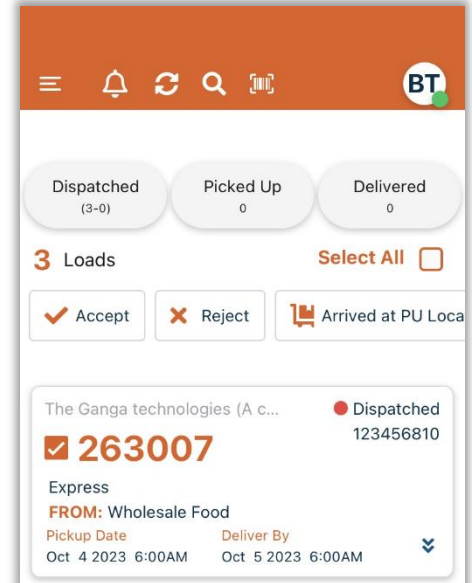 BT
Dispatched Picked Up Delivered
(3-0) 0 0
3 Loads Select All
Accept Reject Arrived at PU Loca
The Ganga technologies (A c... Dispatched
263007 123456810
Express
FROM: Wholesale Food
Pickup Date Deliver By
Oct 4 2023 6:00AM Oct 5 2023 6:00AM